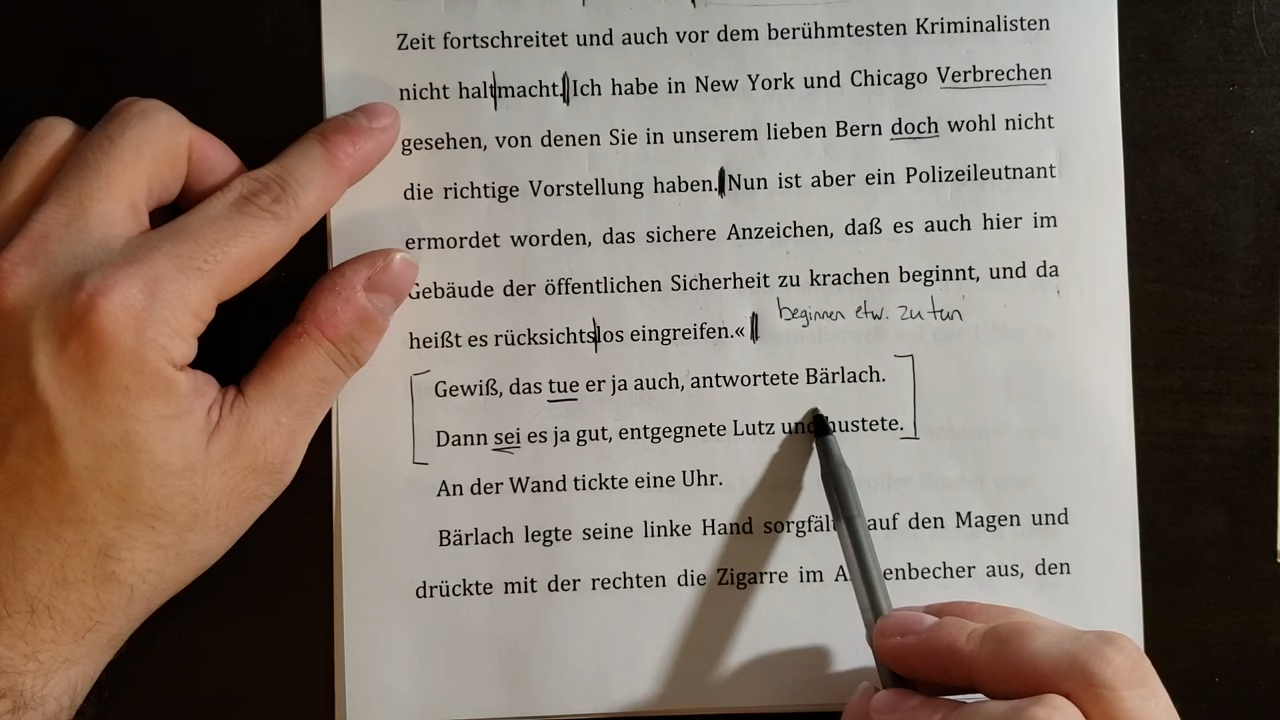 Zeit fortschreitet und auch vor dem berühmtesten Kriminalisten
nicht haltmacht. Ich habe in New York und Chicago Verbrechen
gesehen, von denen Sie in unserem lieben Bern doch wohl nicht
die richtige Vorstellung haben. Nun ist aber ein Polizeileutnant
ermordet worden, das sichere Anzeichen, daß es auch hier im
Gebäude der öffentlichen Sicherheit zu krachen beginnt, und da
heißt es rücksichtslos eingreifen.«
beginnen etw. zu tun
Gewiß, das tue er ja auch, antwortete Bärlach.
Dann sei es ja gut, entgegnete Lutz und hustete.
An der Wand tickte eine Uhr.
Bärlach legte seine linke Hand auf den Magen und
drückte mit der rechten die Zigarre im aus, den